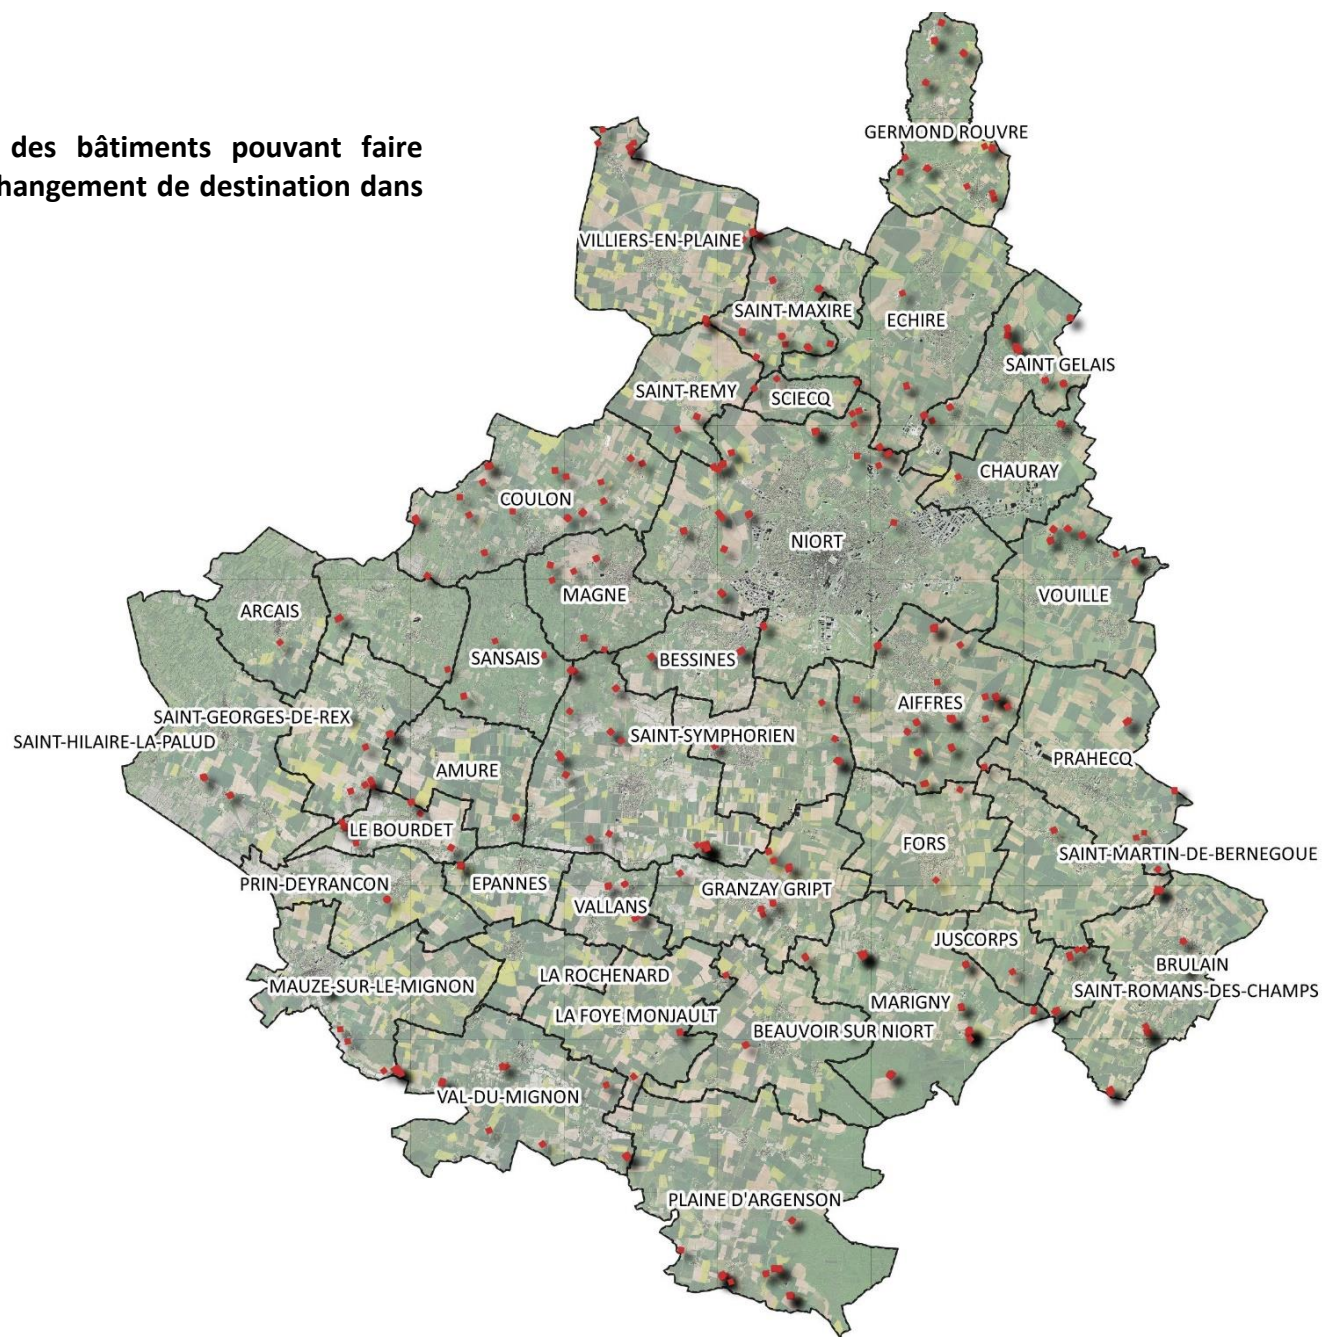 des bâtiments pouvant faire
changement de destination dans
GERMOND ROUVRE
VILLIERS-EN-PLAINE
SAINT-MAXIRE
ECHIRE
SAINT GELAIS
SAINT-REMY
SCIECQ
CHAURAY
COULON
NIORT
MAGNE
VOUILLE
ARCAIS
SANSAIS
BESSINES
AIFFRES
SAINT-GEORGES-DE-REX
SAINT-HILAIRE-LA-PALUD
SAINT-SYMPHORIEN
PRAHECQ
AMURE
LE BOURDET
FORS
SAINT-MARTIN-DE-BERNEGOUE
PRIN-DEYRANCON
EPANNES
VALLANS
GRANZAY GRIPT
JUSCORPS
BRULAIN
LA ROCHENARD
MAUZE-SUR-LE-MIGNON
SAINT-ROMANS-DES-CHAMPS
MARIGNY
LA FOYE MONJAULT
BEAUVOIR SUR NIORT
VAL-DU-MIGNON
PLAINE D'ARGENSON